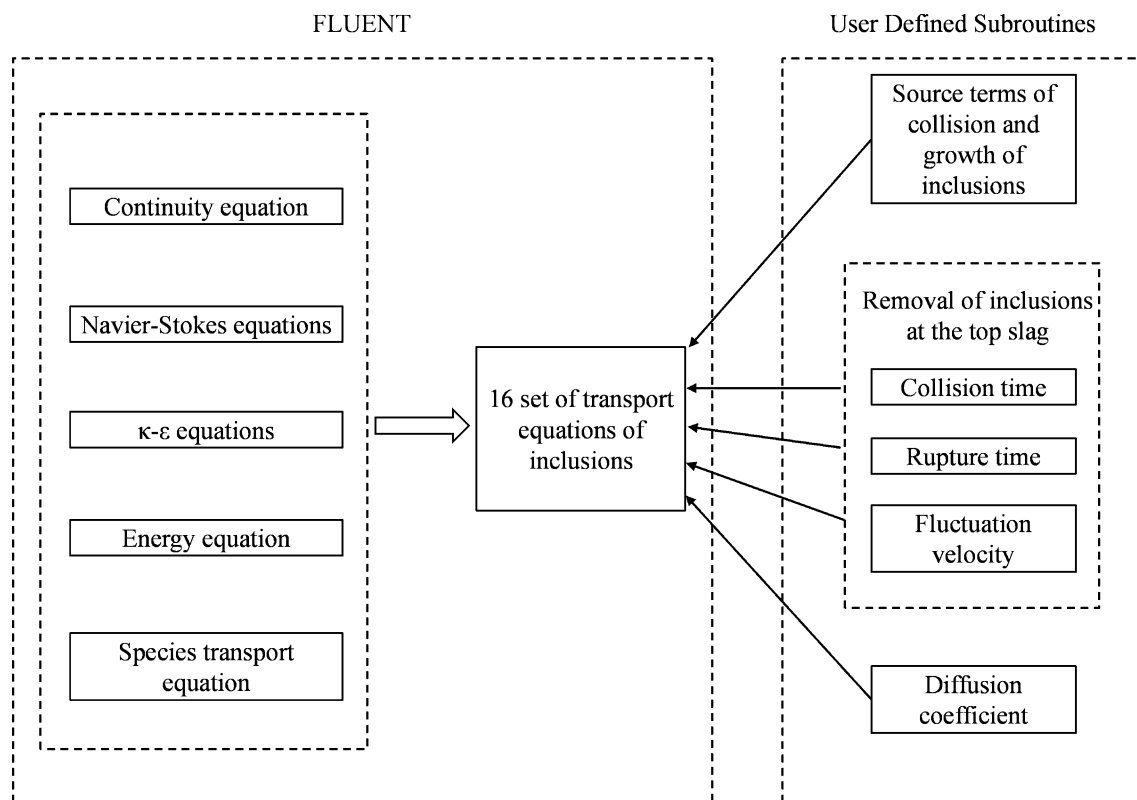 FLUENT
User Defined Subroutines
Continuity equation
Navier-Stokes equations
κ-ε equations
Energy equation
Species transport
equation
16 set of transport
equations of
inclusions
Source terms of
collision and
growth of
inclusions
Removal of inclusions
at the top slag
Collision time
Rupture time
Fluctuation
velocity
Diffusion
coefficient